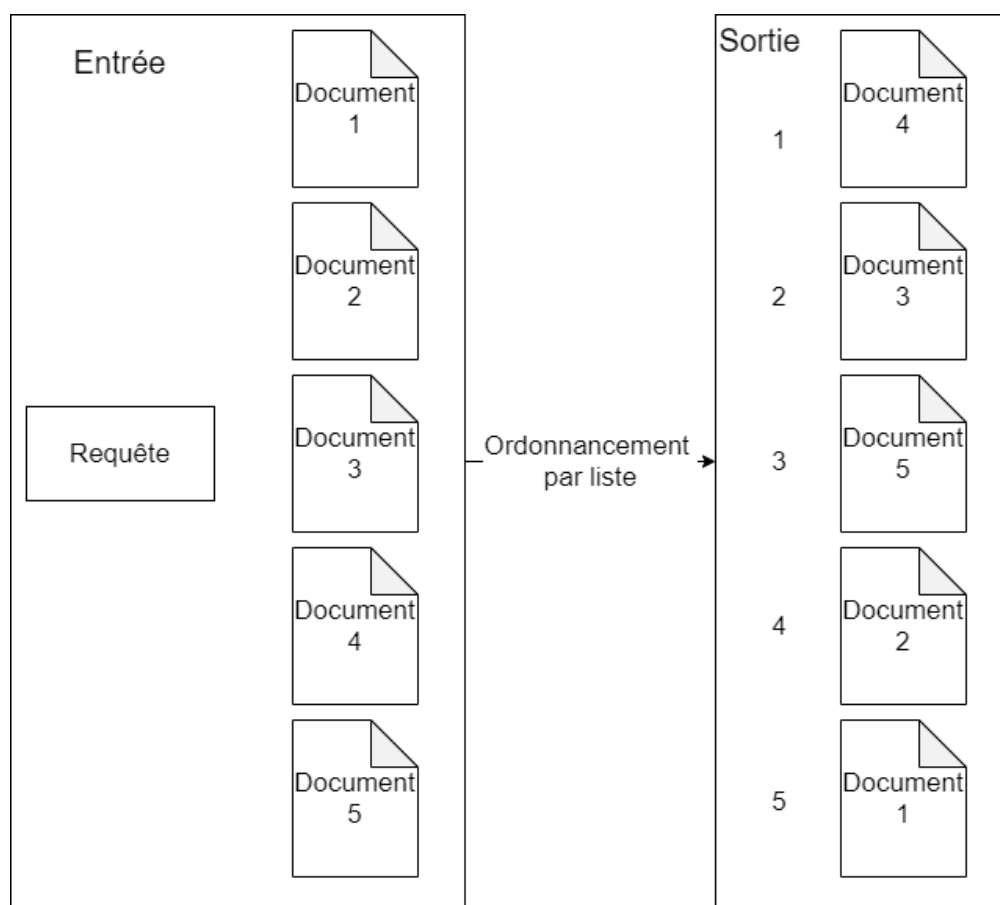 Entrée
Document
1
Document
2
Requête
Document
3
Document
4
Document
5
Ordonnancement
par liste
Sortie
1
Document
4
2
Document
3
3
Document
5
4
Document
2
5
Document
1